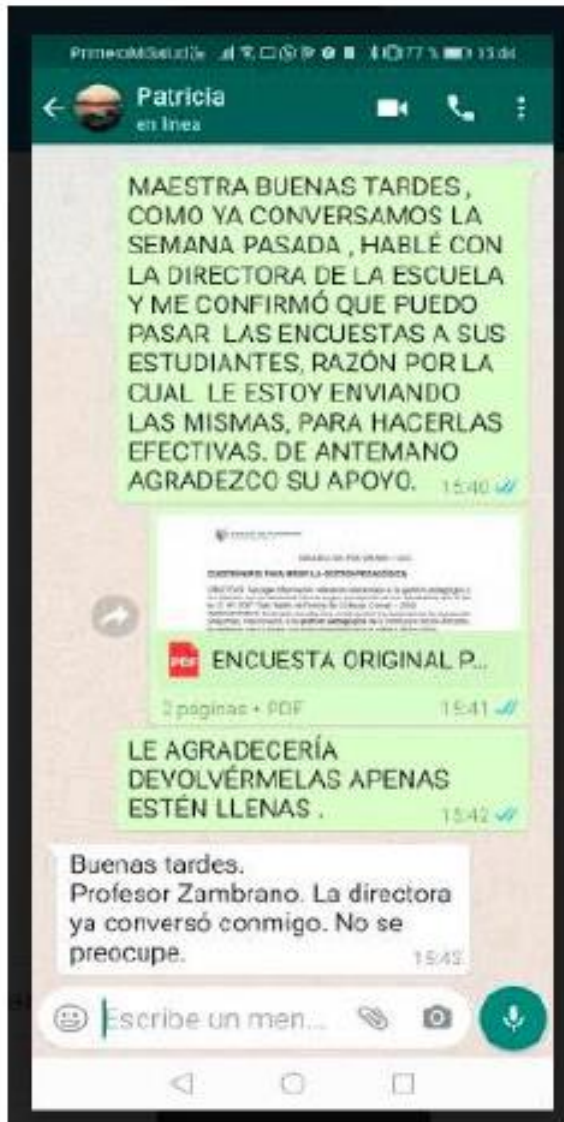 Patricia
en linea
MAESTRA BUENAS TARDES ,
COMO YA CONVERSAMOS LA
SEMANA PASADA , HABLÉ CON
LA DIRECTORA DE LA ESCUELA
Y ME CONFIRMÓ QUE PUEDO
PASAR LAS ENCUESTAS A SUS
ESTUDIANTES, RAZÓN POR LA
CUAL LE ESTOY ENVIANDO
LAS MISMAS, PARA HACERLAS
EFECTIVAS. DE ANTEMANO
AGRADEZCO SU APOYO. 15:40
PDF ENCUESTA ORIGINAL P...
2 páginas • PDF 15:41
LE AGRADECERÍA
DEVOLVÉRMELAS APENAS
ESTÉN LLENAS . 15:42
Buenas tardes.
Profesor Zambrano. La directora
ya conversó conmigo. No se
preocupe. 15:43
Escribe un men...